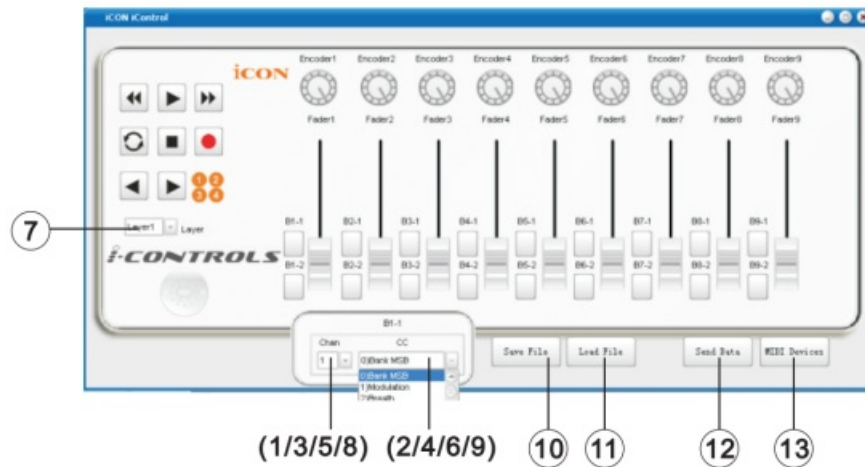 iCON iControl
iCON
Encoder1 Encoder2 Encoder3 Encoder4 Encoder5 Encoder6 Encoder7 Encoder8 Encoder9
Fader1 Fader2 Fader3 Fader4 Fader5 Fader6 Fader7 Fader8 Fader9
1 2
3 4
7
Layer1 Layer
B1-1 B2-1 B3-1 B4-1 B5-1 B6-1 B7-1 B8-1 B9-1
i-CONTROLS
B1-2 B2-2 B3-2 B4-2 B5-2 B6-2 B7-2 B8-2 B9-2
B1-1
Chan CC
1 0)Bank MSB
0)Bank MSB
1)Modulation
2)Breath
Save File Load File Send Data MIDI Devices
(1/3/5/8) (2/4/6/9) 10 11 12 13